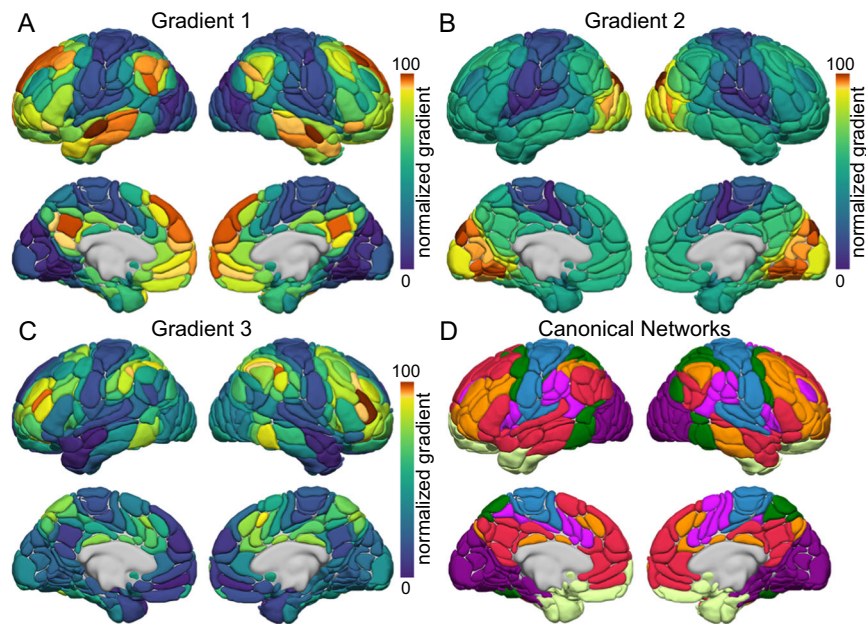 A
Gradient 1
100
normalized gradient
0
B
Gradient 2
100
normalized gradient
0
C
Gradient 3
100
normalized gradient
0
D
Canonical Networks